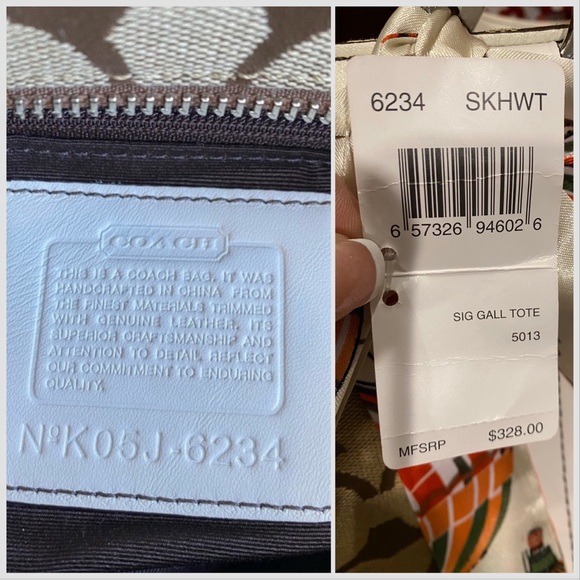 COACH
THIS IS A COACH BAG. IT WAS
HANDCRAFTED IN CHINA FROM
THE FINEST MATERIALS TRIMMED
WITH GENUINE LEATHER. ITS
SUPERIOR CRAFTSMANSHIP AND
ATTENTION TO DETAIL REFLECT
OUR COMMITMENT TO ENDURING
QUALITY.
NºK05J-6234
6234 SKHWT
6 57326 94602 6
SIG GALL TOTE
5013
MFSRP $328.00